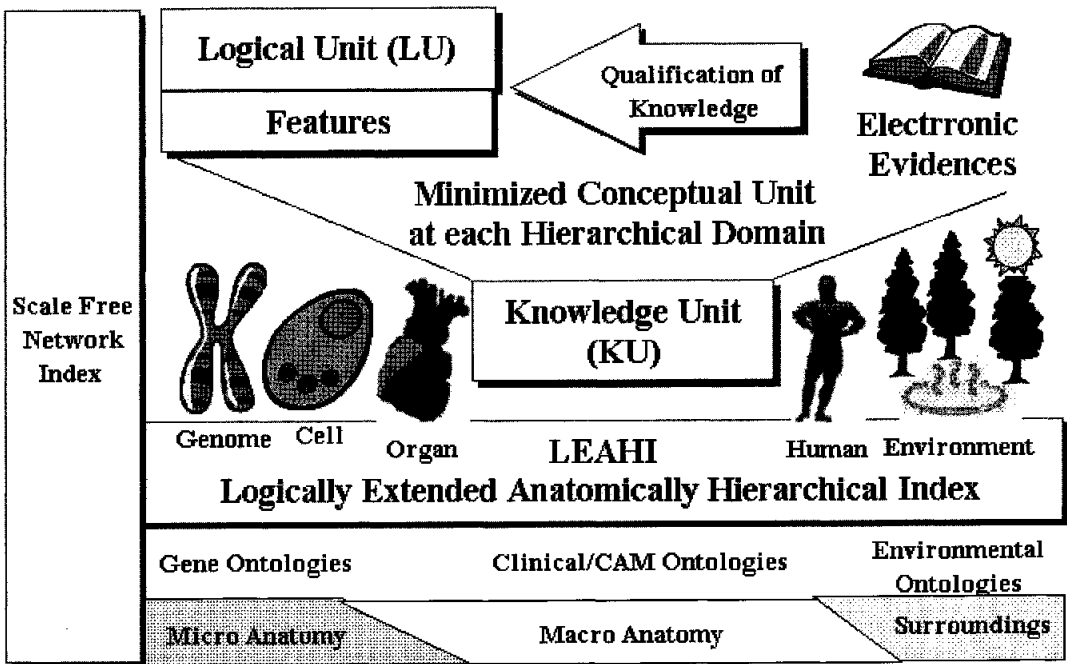 Logical Unit (LU)
Features
Qualification of
Knowledge
Electrronic
Evidences
Minimized Conceptual Unit
at each Hierarchical Domain
Scale Free
Network
Index
Knowledge Unit
(KU)
Genome
Cell
Organ
Human
Environment
LEAHI
Logically Extended Anatomically Hierarchical Index
Gene Ontologies
Clinical/CAM Ontologies
Environmental
Ontologies
Micro Anatomy
Macro Anatomy
Surroundings